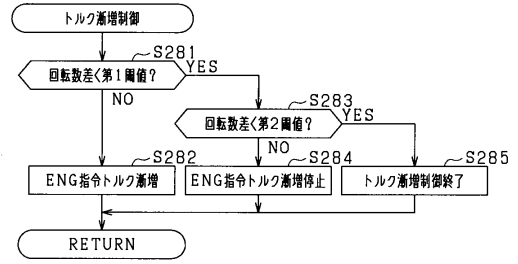 トルク漸増制御
S281
回転数差<第1閾値?
YES
NO
S283
回転数差<第2閾値?
YES
NO
S282
ENG指令トルク漸増
S284
ENG指令トルク漸増停止
S285
トルク漸増制御終了
RETURN